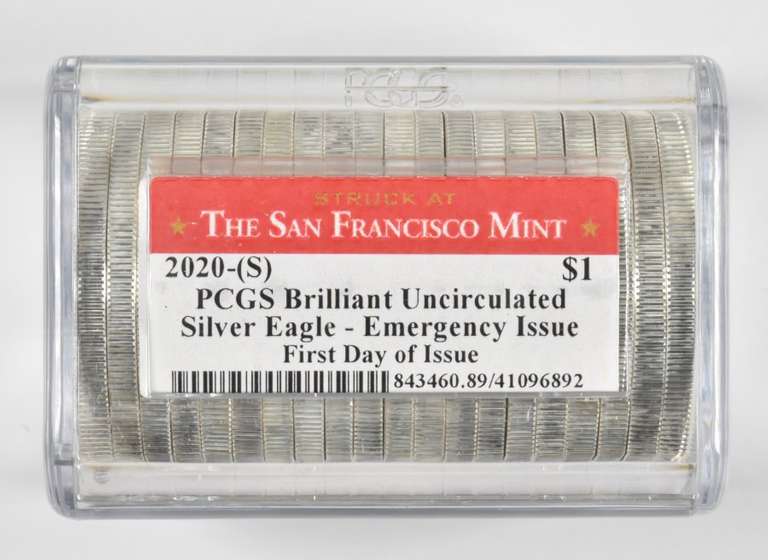 PCGS
STRUCK AT
THE SAN FRANCISCO MINT
2020-(S) $1
PCGS Brilliant Uncirculated
Silver Eagle - Emergency Issue
First Day of Issue
843460.89/41096892